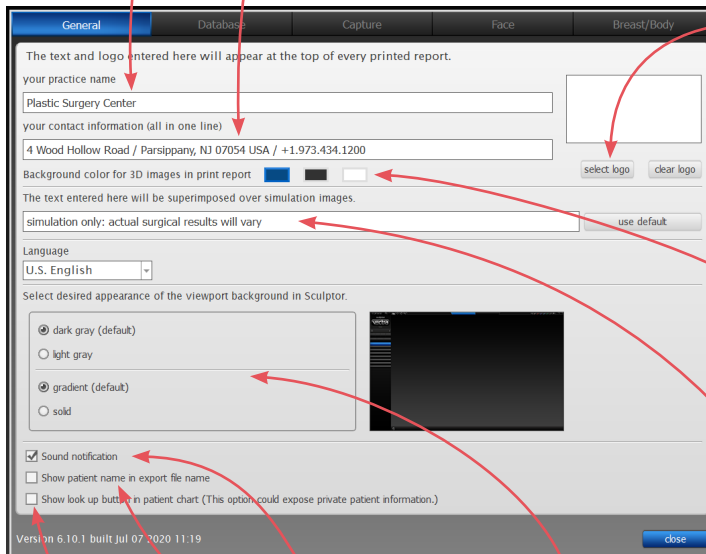 General Database Capture Face Breast/Body
The text and logo entered here will appear at the top of every printed report.
your practice name
Plastic Surgery Center
your contact information (all in one line)
4 Wood Hollow Road / Parsippany, NJ 07054 USA / +1.973.434.1200
select logo clear logo
Background color for 3D images in print report
The text entered here will be superimposed over simulation images.
simulation only: actual surgical results will vary
use default
Language
U.S. English
Select desired appearance of the viewport background in Sculptor.
dark gray (default)
light gray
gradient (default)
solid
Sound notification
Show patient name in export file name
Show look up button in patient chart (This option could expose private patient information.)
Version 6.10.1 built Jul 07 2020 11:19
close